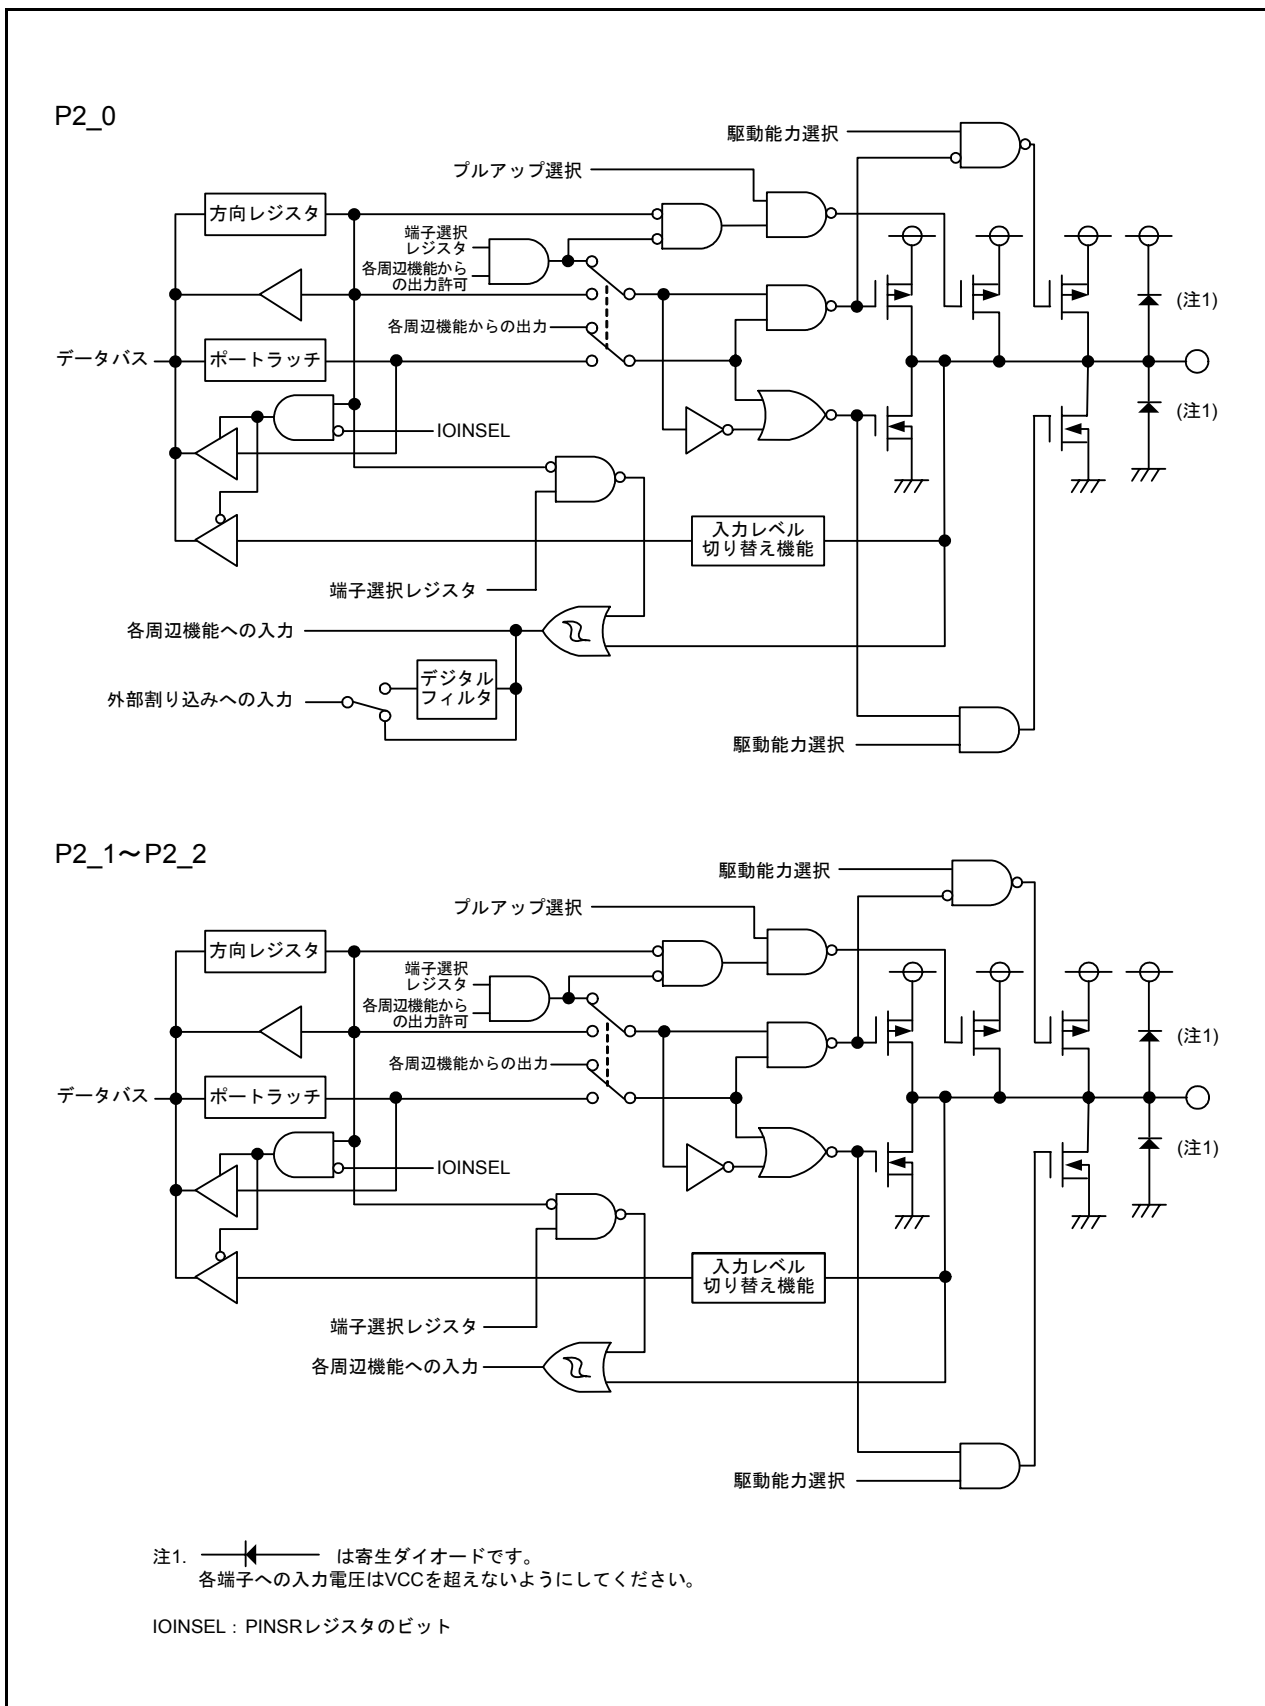 P2_0
駆動能力選択
プルアップ選択
方向レジスタ
端子選択
レジスタ
各周辺機能から
の出力許可
(注1)
各周辺機能からの出力
データバス
ポートラッチ
(注1)
IOINSEL
入力レベル
切り替え機能
端子選択レジスタ
各周辺機能への入力
デジタル
フィルタ
外部割り込みへの入力
駆動能力選択
P2_1～P2_2
駆動能力選択
プルアップ選択
方向レジスタ
端子選択
レジスタ
各周辺機能から
の出力許可
(注1)
各周辺機能からの出力
データバス
ポートラッチ
(注1)
IOINSEL
入力レベル
切り替え機能
端子選択レジスタ
各周辺機能への入力
駆動能力選択
注1. は寄生ダイオードです。
各端子への入力電圧はVCCを超えないようにしてください。
IOINSEL：PINSRレジスタのビット